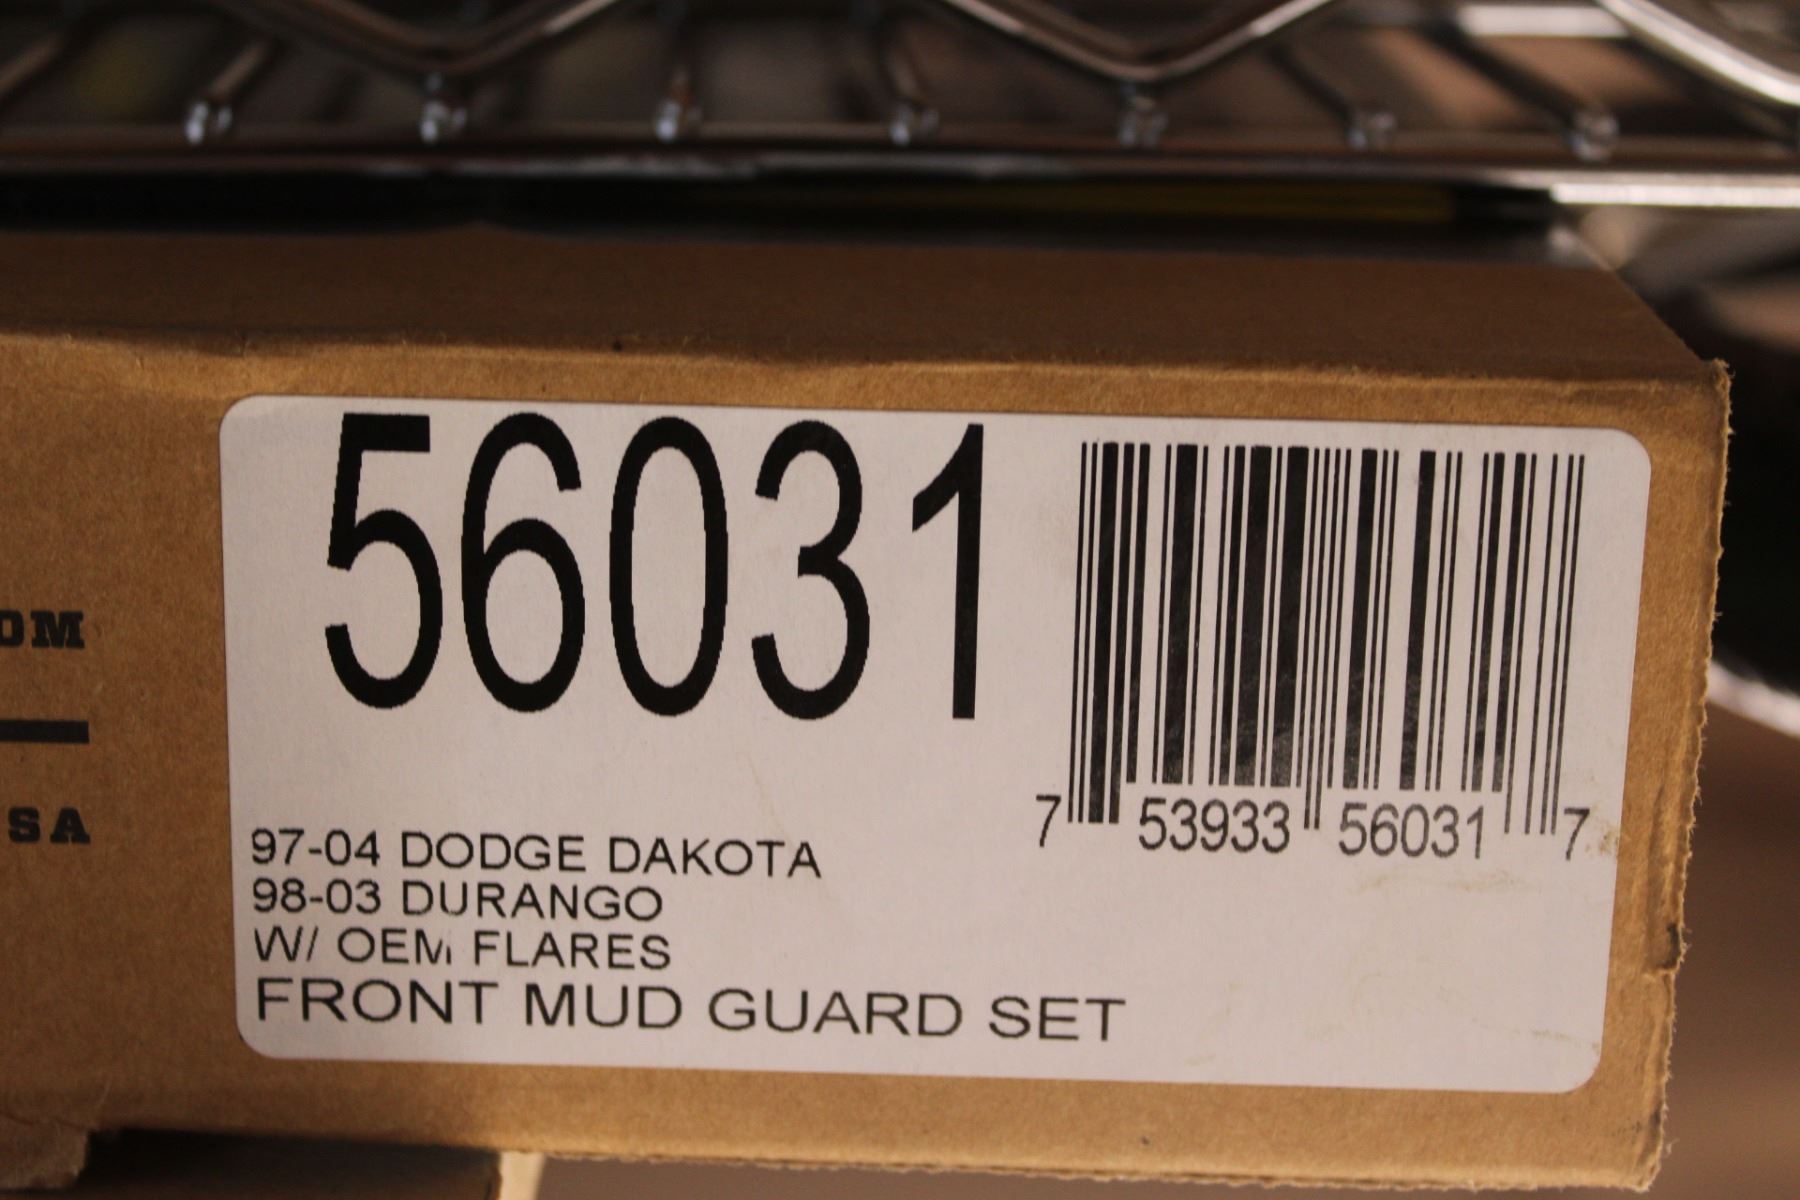 56031
7 53933 56031 7
97-04 DODGE DAKOTA
98-03 DURANGO
W/ OEM FLARES
FRONT MUD GUARD SET
OM
SA